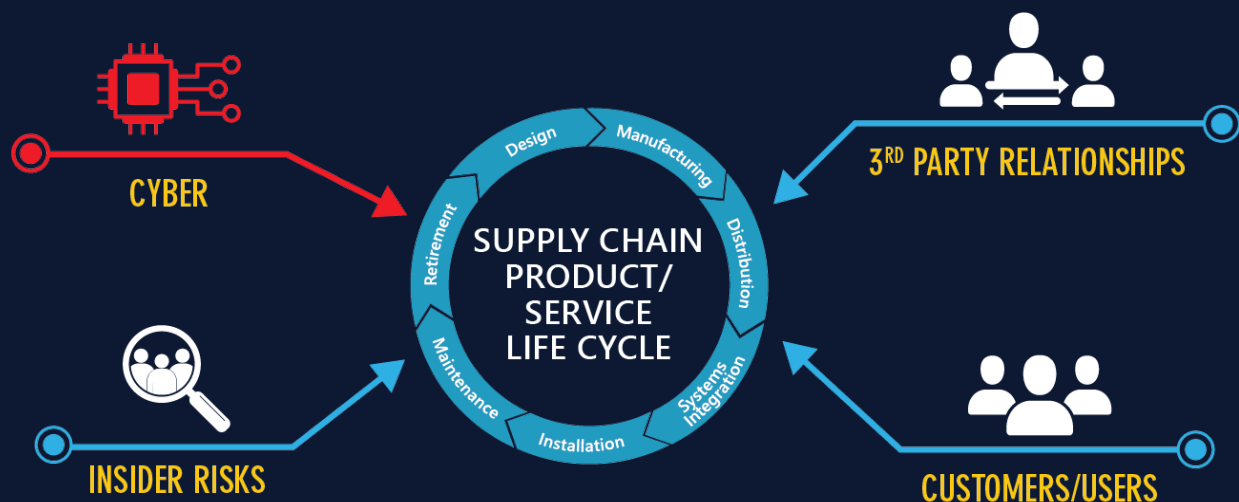 CYBER
3RD PARTY RELATIONSHIPS
Design
Manufacturing
Distribution
Systems
Integration
Installation
Maintenance
Retirement
SUPPLY CHAIN
PRODUCT/
SERVICE
LIFE CYCLE
INSIDER RISKS
CUSTOMERS/USERS